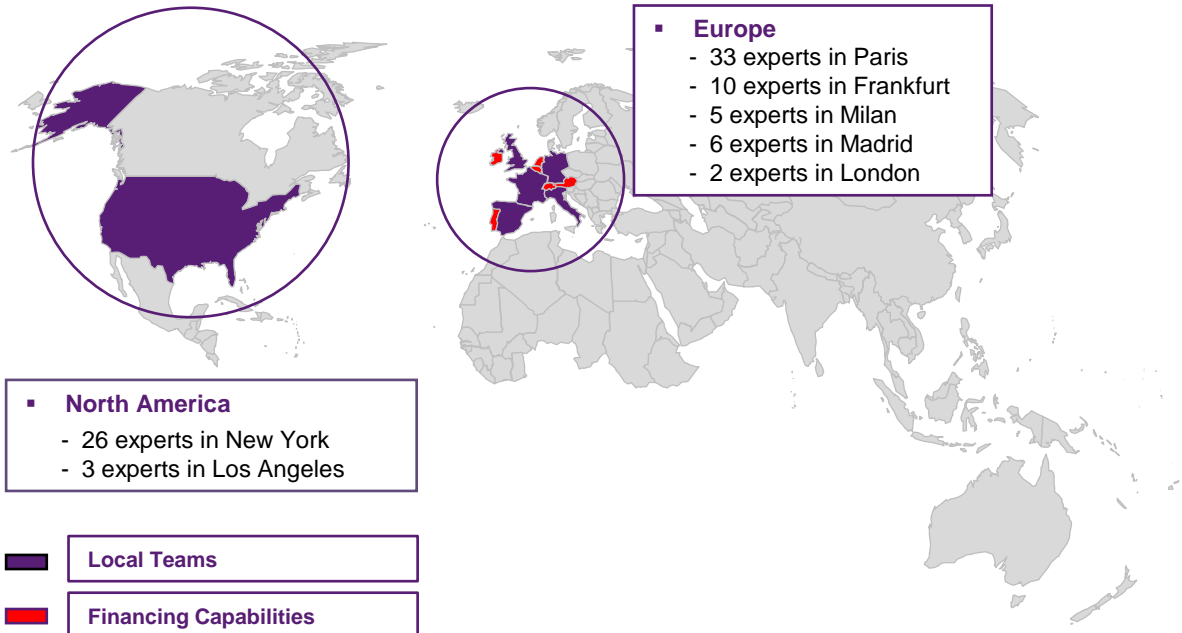 ▪ Europe
- 33 experts in Paris
- 10 experts in Frankfurt
- 5 experts in Milan
- 6 experts in Madrid
- 2 experts in London
▪ North America
- 26 experts in New York
- 3 experts in Los Angeles
Local Teams
Financing Capabilities